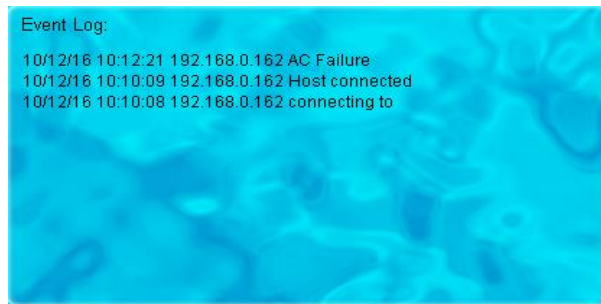 Event Log:
10/12/16 10:12:21 192.168.0.162 AC Failure
10/12/16 10:10:09 192.168.0.162 Host connected
10/12/16 10:10:08 192.168.0.162 connecting to